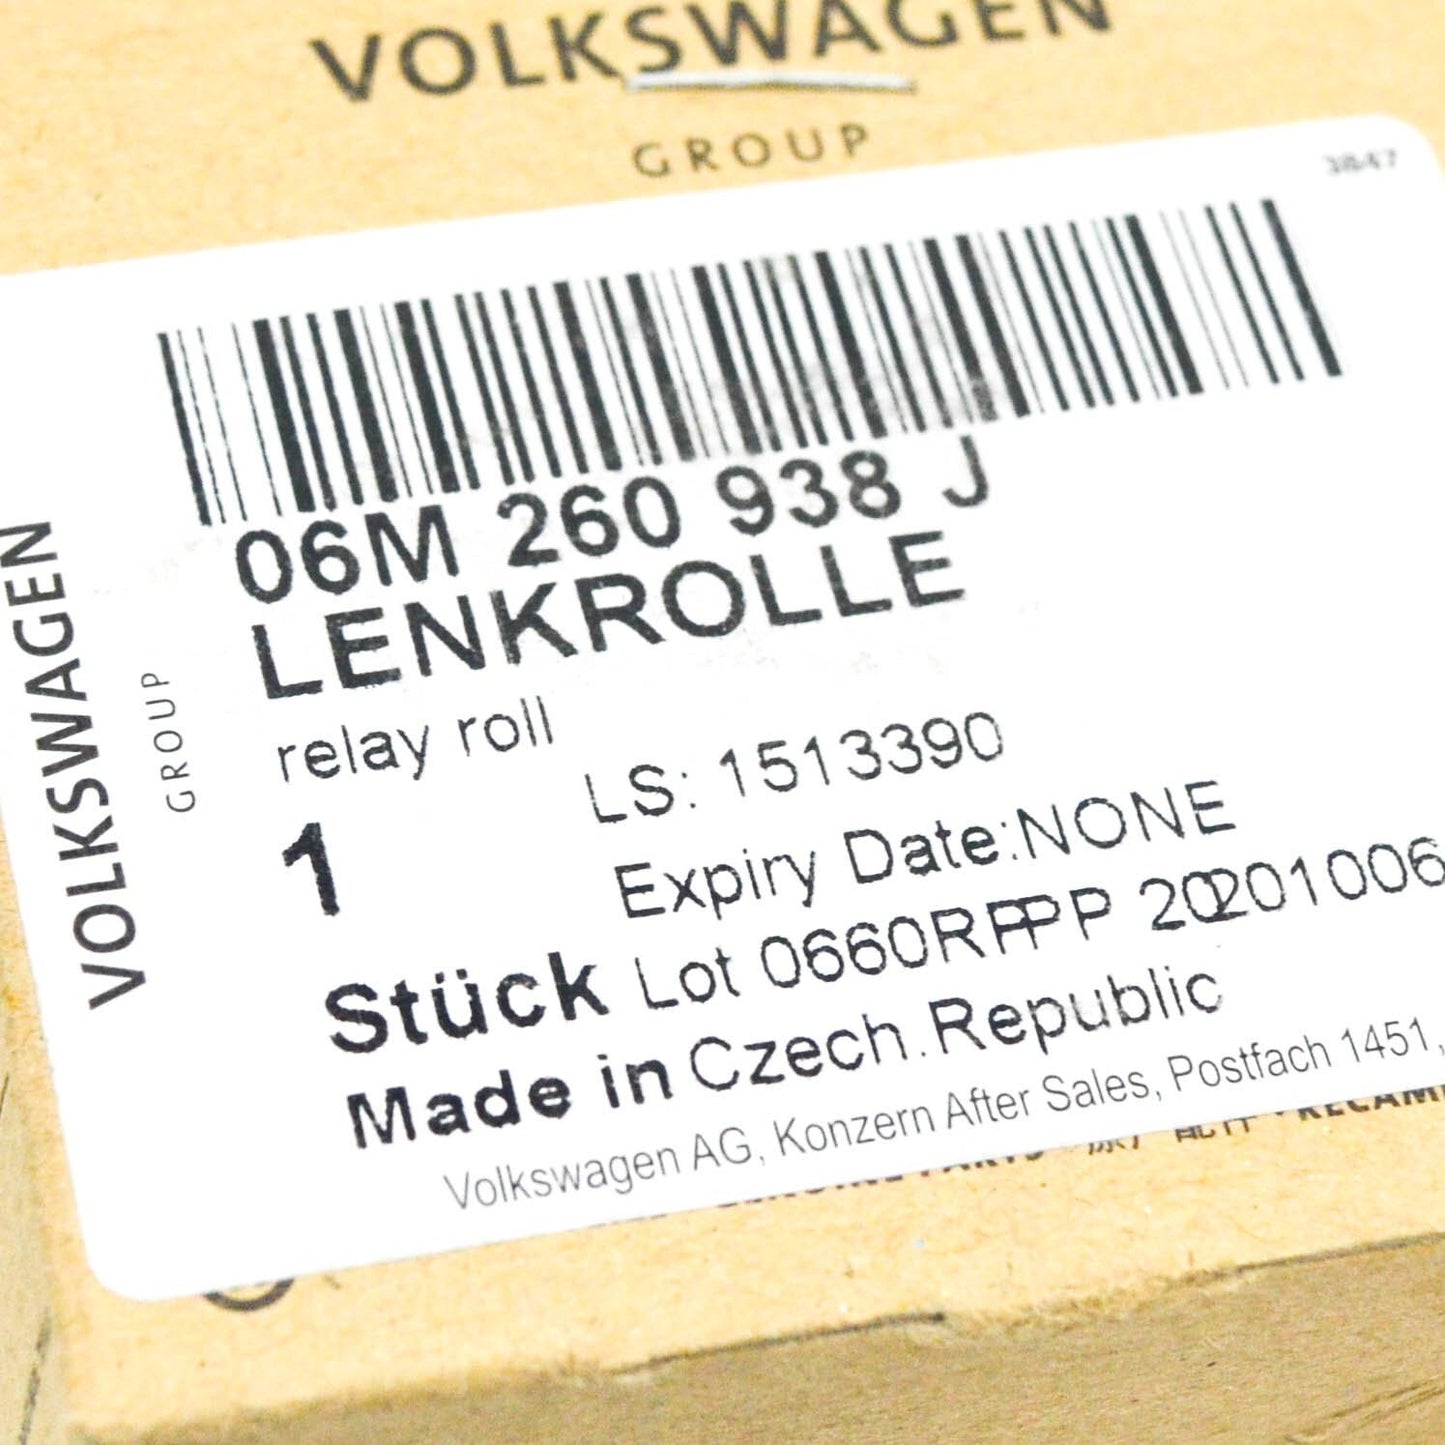 VOLKSWAGEN
GROUP
3847
06M 260 938 J
LENKROLLE
relay roll
LS: 1513390
1
Expiry Date:NONE
Stück Lot 0660RPPP 20201006
Made in Czech.Republic
Volkswagen AG, Konzern After Sales, Postfach 1451,
VOLKSWAGEN
GROUP